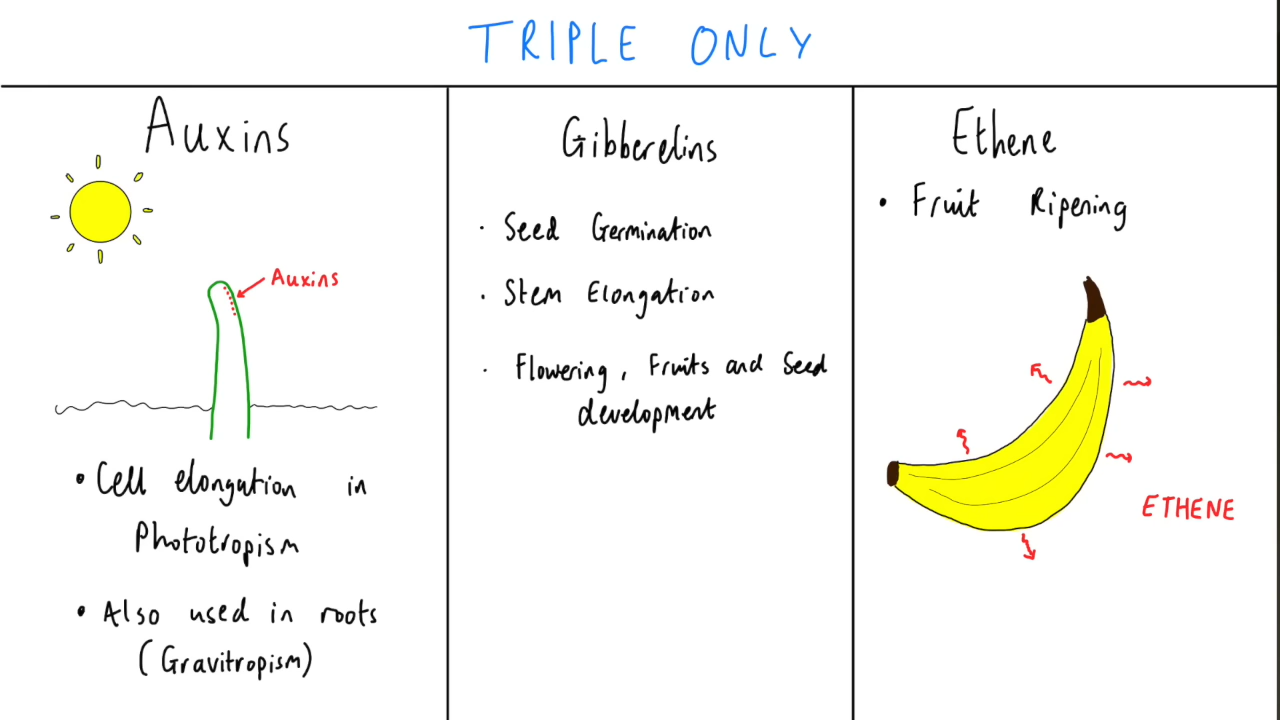 TRIPLE ONLY
Auxins
Auxins
• Cell elongation in
Phototropism
• Also used in roots
(Gravitropism)
Gibberelins
• Seed Germination
• Stem Elongation
• Flowering, Fruits and Seed
development
Ethene
• Fruit Ripening
ETHENE